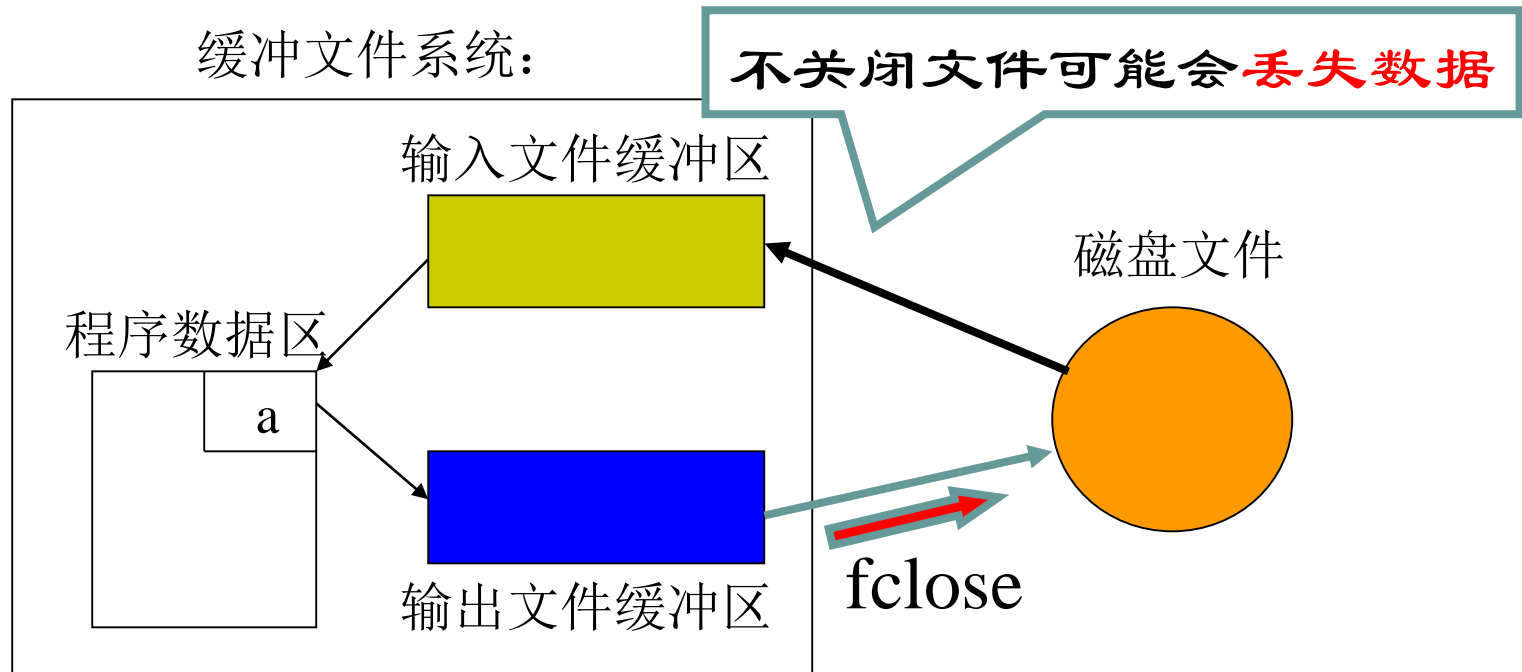 缓冲文件系统：
不关闭文件可能会丢失数据
输入文件缓冲区
磁盘文件
程序数据区
a
fclose
输出文件缓冲区